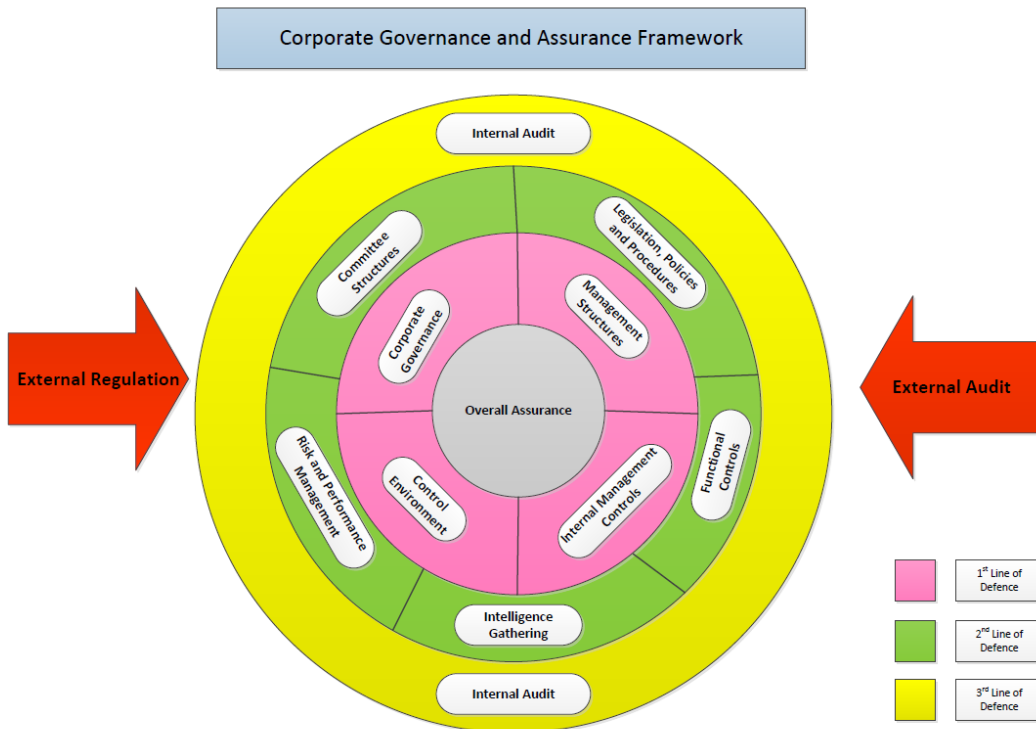 Corporate Governance and Assurance Framework
Internal Audit
Committee
Structures
Legislation, Policies
and Procedures
Corporate
Governance
Management
Structures
External Regulation
Overall Assurance
External Audit
Risk and Performance
Management
Control
Environment
Internal Management
Controls
Functional
Controls
Intelligence
Gathering
Internal Audit
1st Line of
Defence
2nd Line of
Defence
3rd Line of
Defence